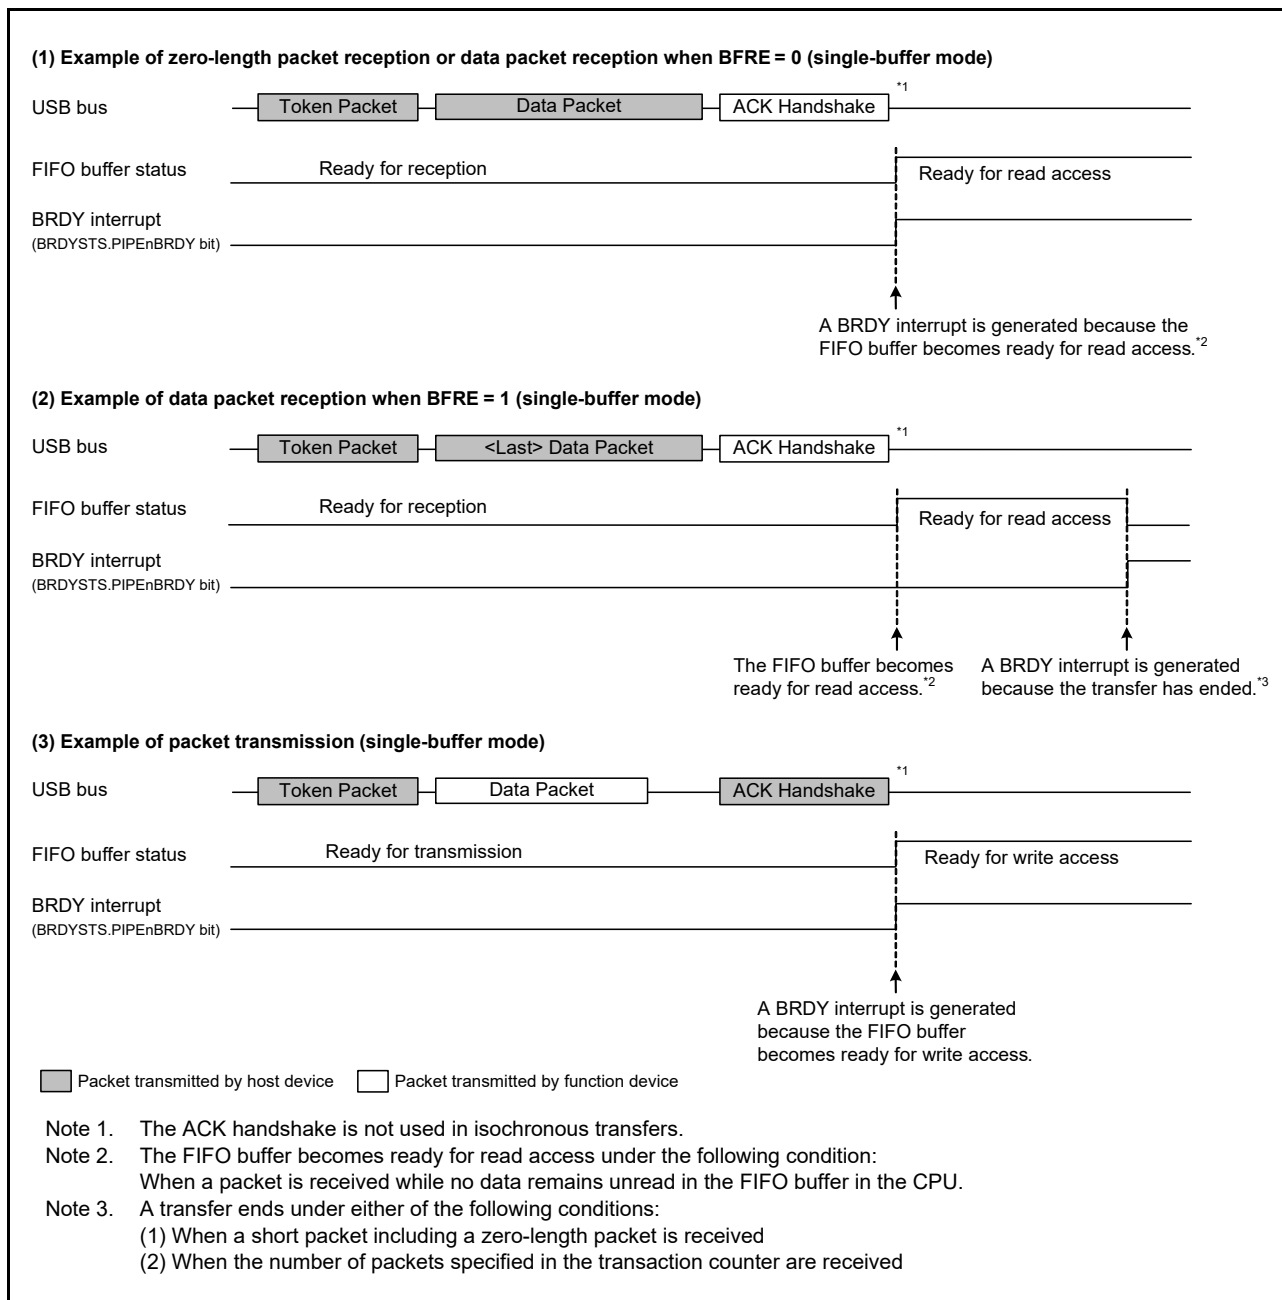 (1) Example of zero-length packet reception or data packet reception when BFRE = 0 (single-buffer mode)
USB bus
Token Packet
Data Packet
ACK Handshake
*1
FIFO buffer status
Ready for reception
Ready for read access
BRDY interrupt
(BRDYSTS.PIPEnBRDY bit)
A BRDY interrupt is generated because the
FIFO buffer becomes ready for read access.*2
(2) Example of data packet reception when BFRE = 1 (single-buffer mode)
USB bus
Token Packet
<Last> Data Packet
ACK Handshake
*1
FIFO buffer status
Ready for reception
Ready for read access
BRDY interrupt
(BRDYSTS.PIPEnBRDY bit)
The FIFO buffer becomes
ready for read access.*2
A BRDY interrupt is generated
because the transfer has ended.*3
(3) Example of packet transmission (single-buffer mode)
USB bus
Token Packet
Data Packet
ACK Handshake
*1
FIFO buffer status
Ready for transmission
Ready for write access
BRDY interrupt
(BRDYSTS.PIPEnBRDY bit)
A BRDY interrupt is generated
because the FIFO buffer
becomes ready for write access.
Packet transmitted by host device
Packet transmitted by function device
Note 1. The ACK handshake is not used in isochronous transfers.
Note 2. The FIFO buffer becomes ready for read access under the following condition:
When a packet is received while no data remains unread in the FIFO buffer in the CPU.
Note 3. A transfer ends under either of the following conditions:
(1) When a short packet including a zero-length packet is received
(2) When the number of packets specified in the transaction counter are received